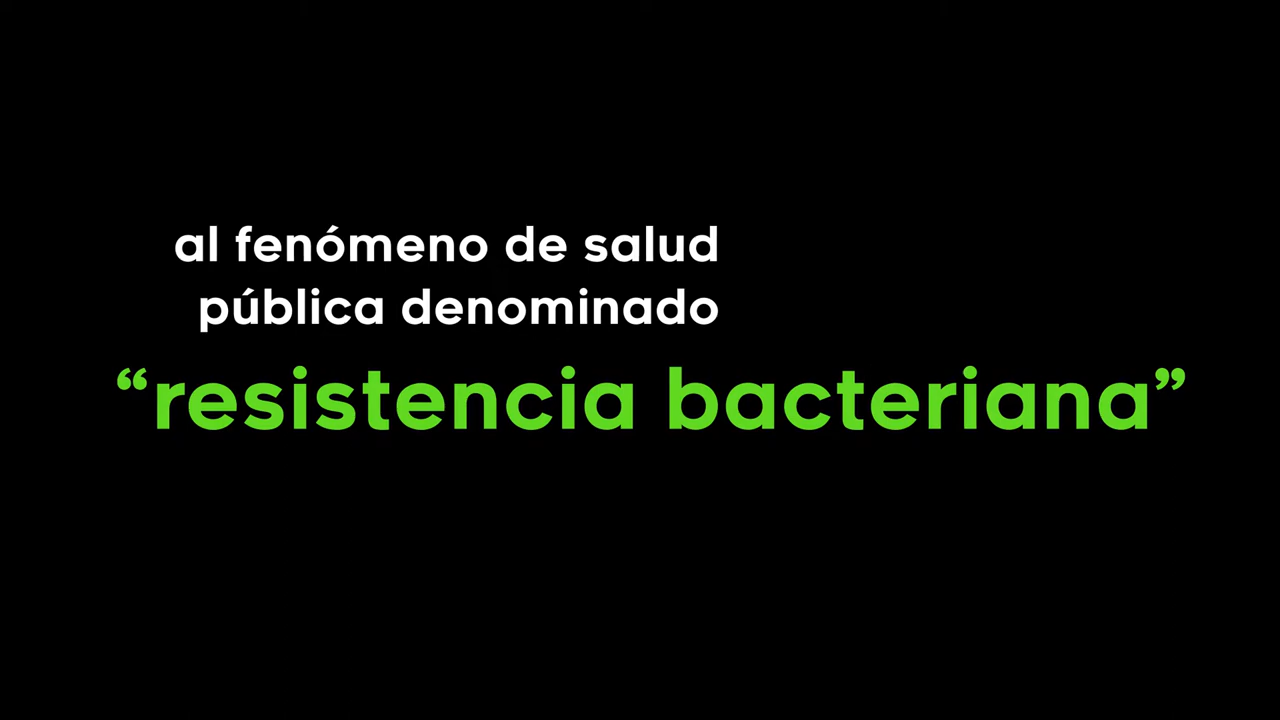 al fenómeno de salud
pública denominado
“resistencia bacteriana”